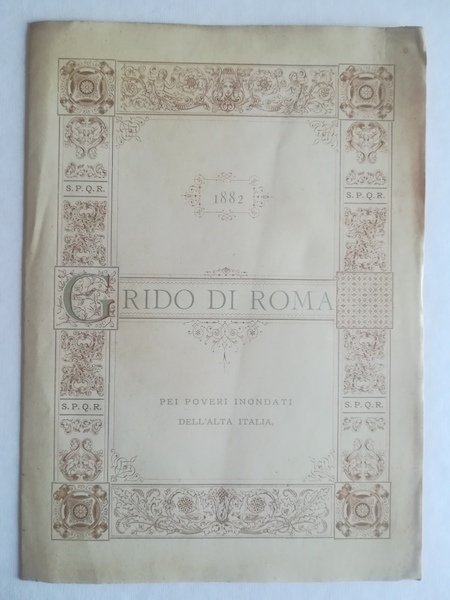 S.P.Q.R.
S.P.Q.R.
1882
GRIDO DI ROMA
PEI POVERI INONDATI
DELL'ALTA ITALIA.
S.P.Q.R.
S.P.Q.R.